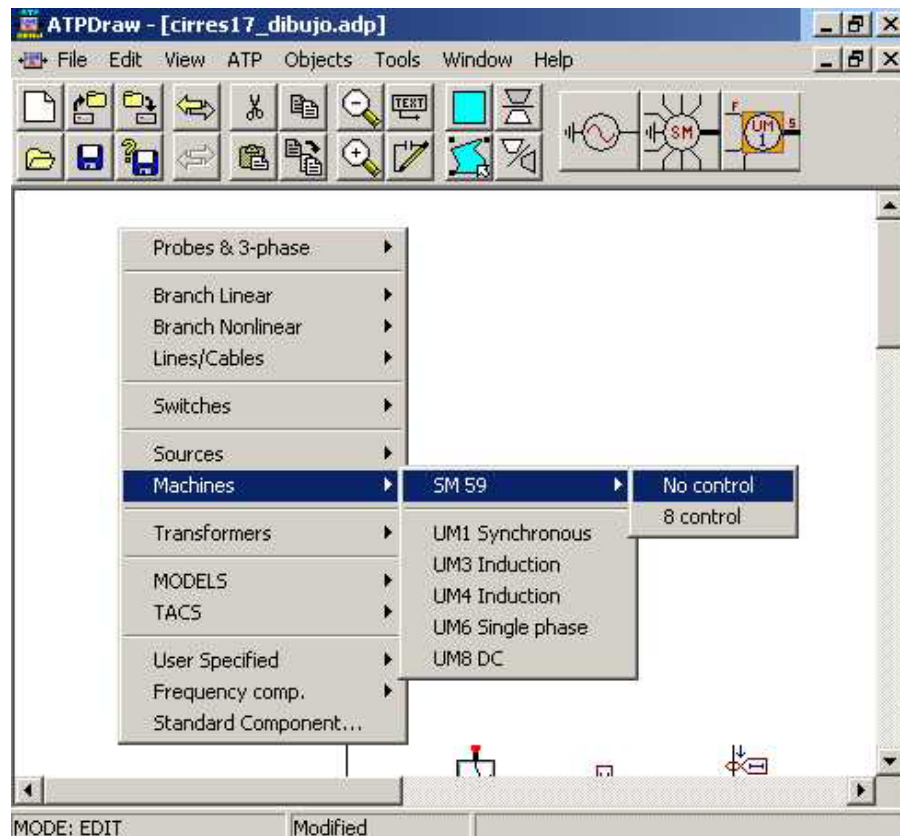 ATPDraw - [cirres17_dibujo.adp]
File Edit View ATP Objects Tools Window Help
TEXT
SM
F
UM
1
S
Probes & 3-phase
Branch Linear
Branch Nonlinear
Lines/Cables
Switches
Sources
Machines
Transformers
MODELS
TACS
User Specified
Frequency comp.
Standard Component...
SM 59
UM1 Synchronous
UM3 Induction
UM4 Induction
UM6 Single phase
UM8 DC
No control
8 control
MODE: EDIT
Modified